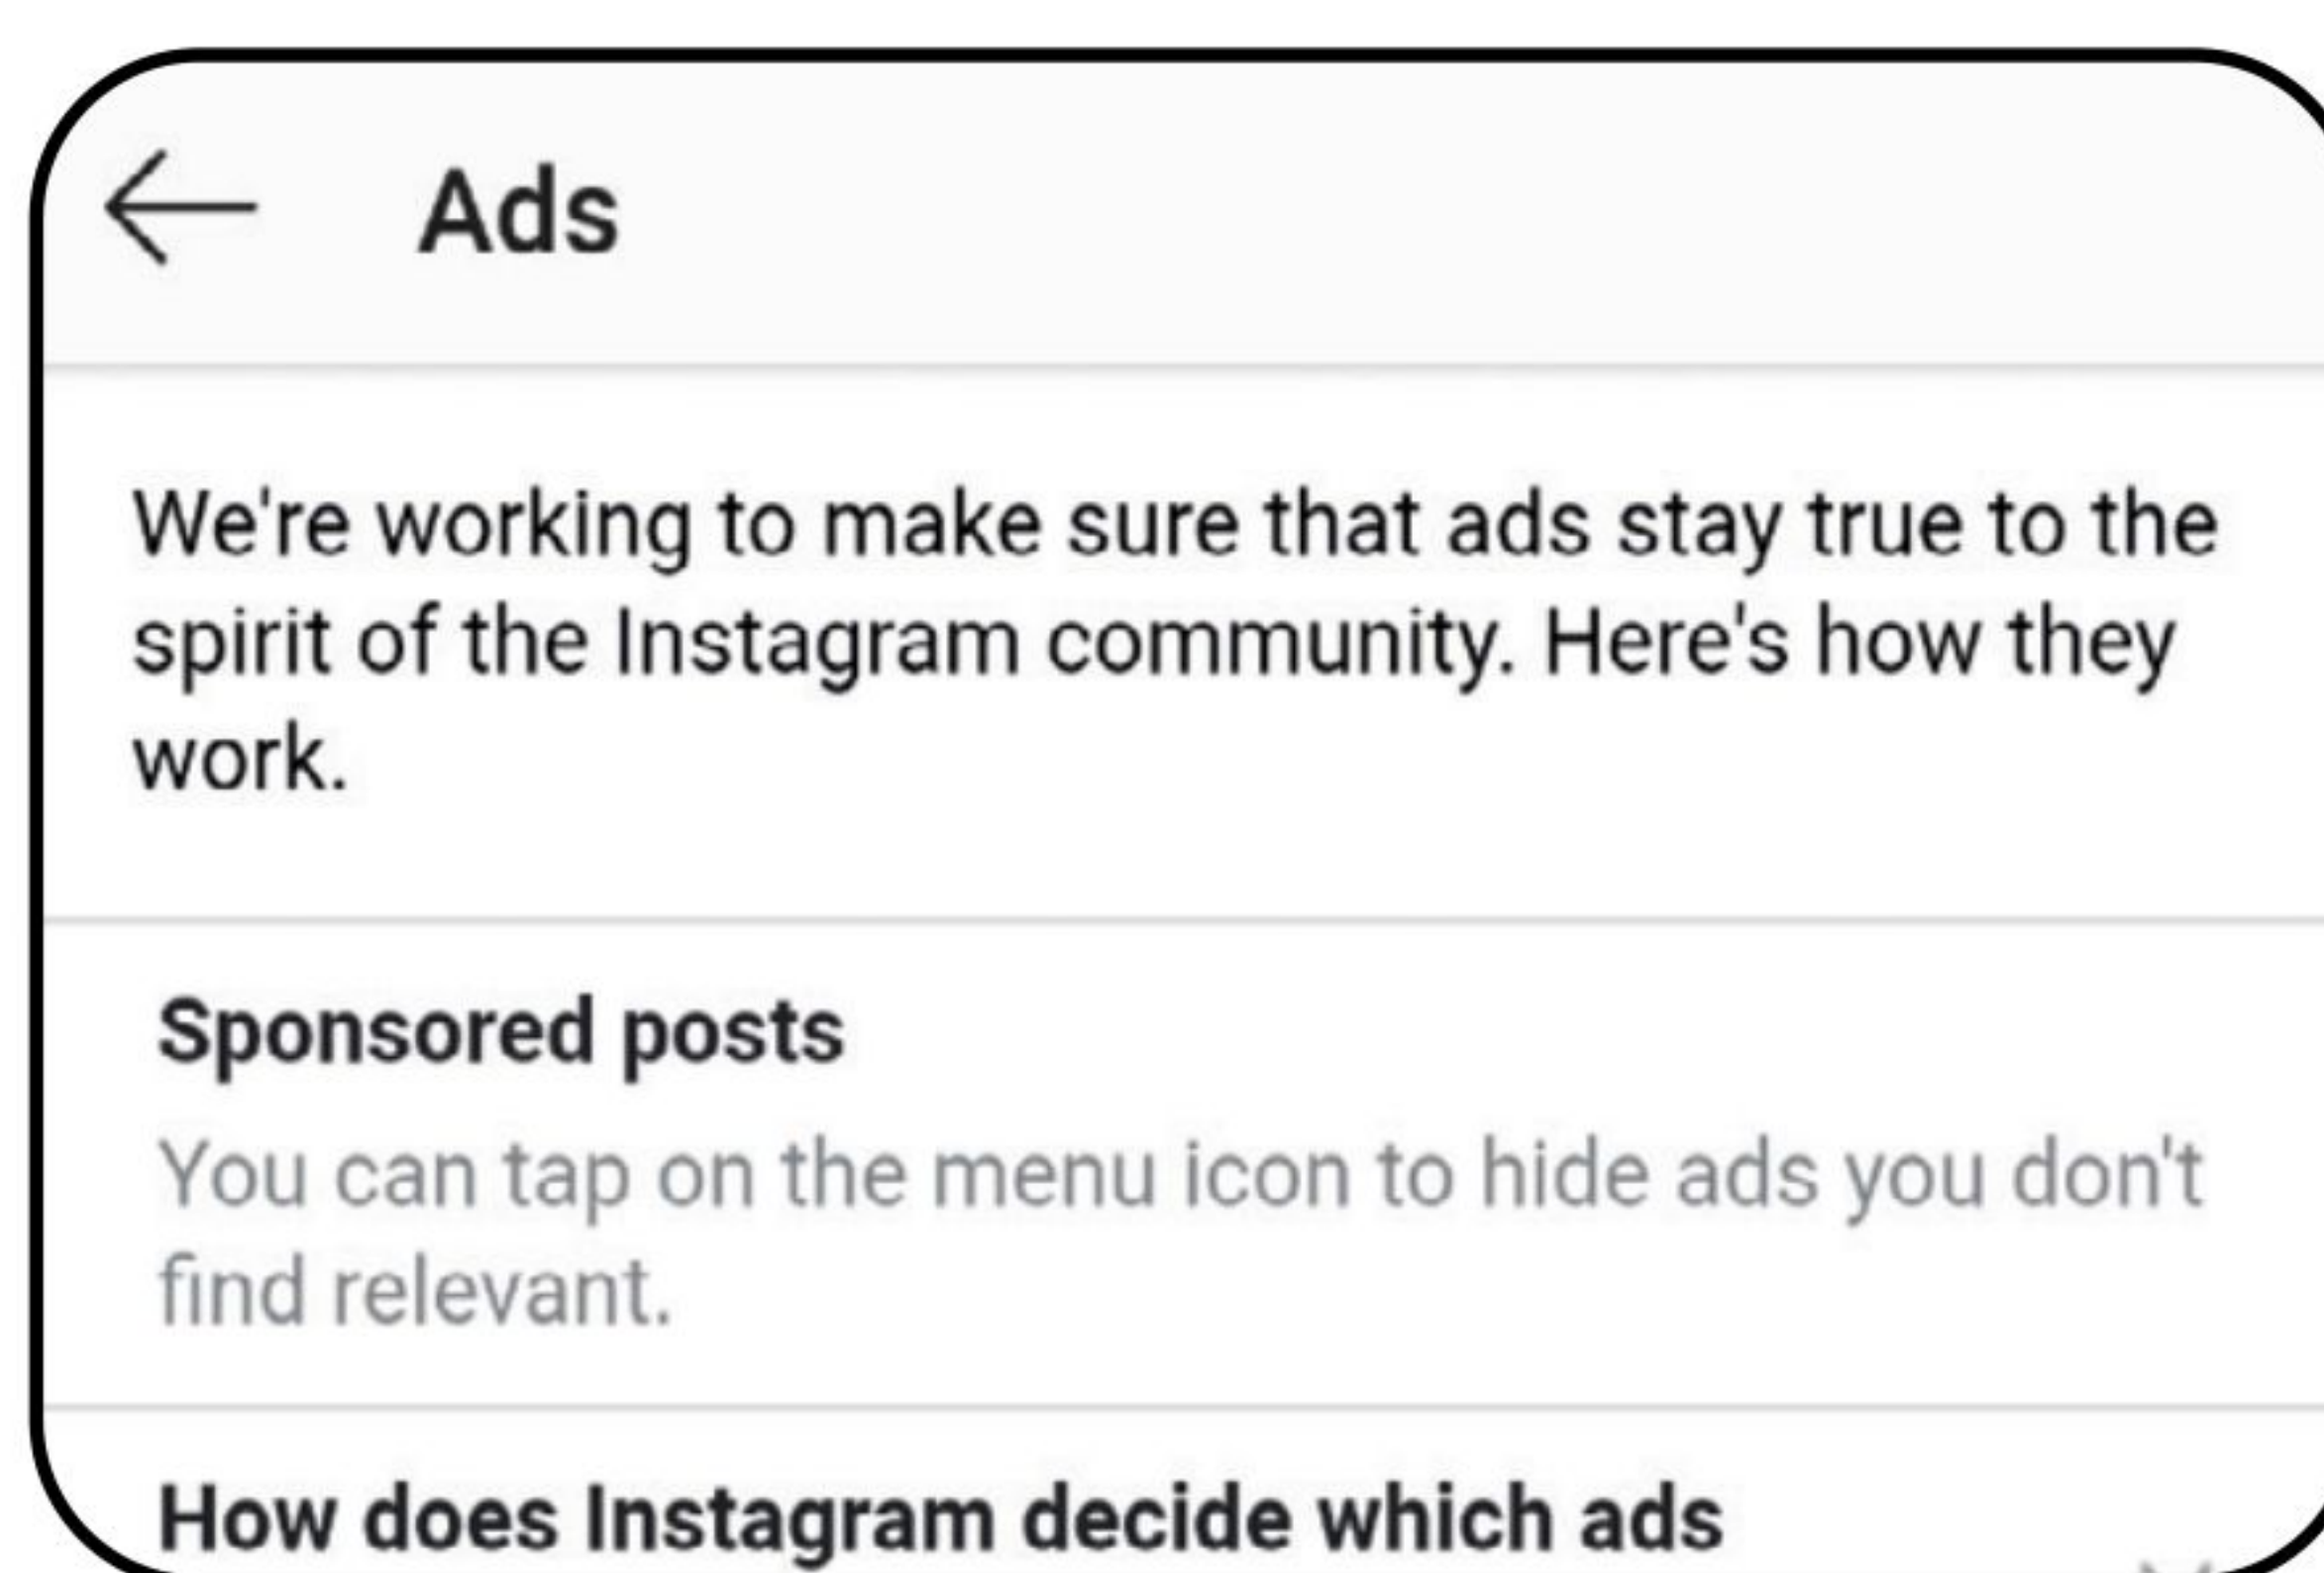 Ads
We're working to make sure that ads stay true to the
spirit of the Instagram community. Here's how they
work.
Sponsored posts
You can tap on the menu icon to hide ads you don't
find relevant.
How does Instagram decide which ads